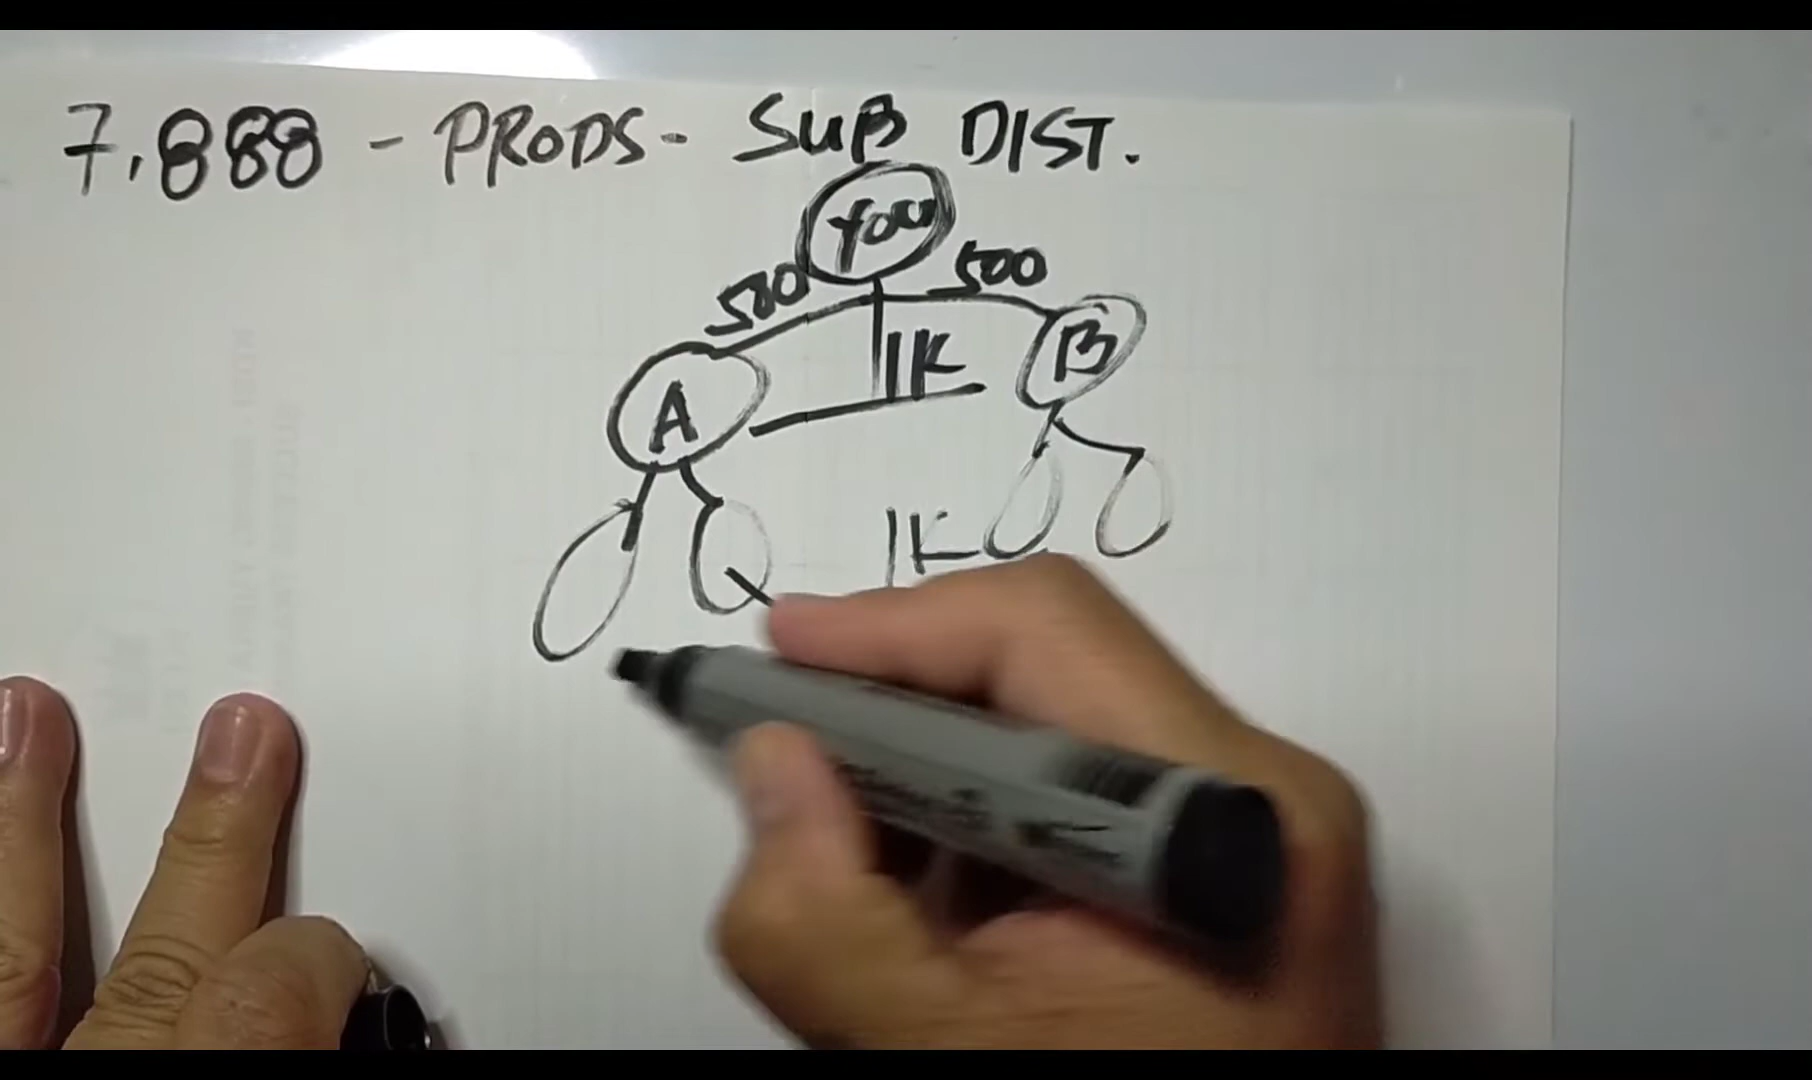 7,888 - PRODS - SUB DIST.
YOU
500 500
A 1K B
1K